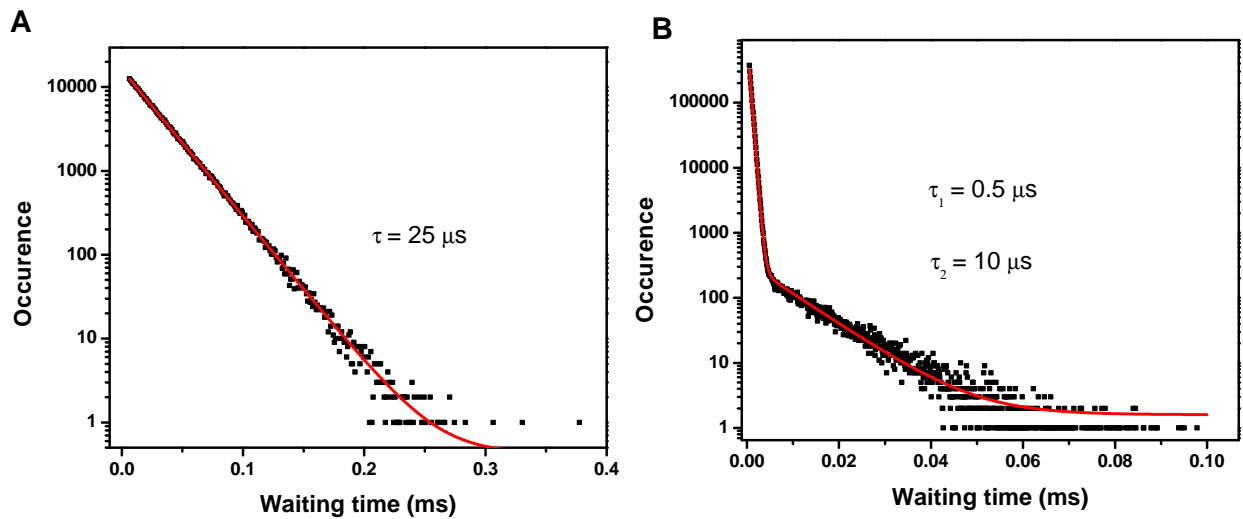 A
10000
1000
100
10
1
Occurence
τ = 25 μs
0.0 0.1 0.2 0.3 0.4
Waiting time (ms)
B
100000
10000
1000
100
10
1
Occurence
τ1 = 0.5 μs
τ2 = 10 μs
0.00 0.02 0.04 0.06 0.08 0.10
Waiting time (ms)